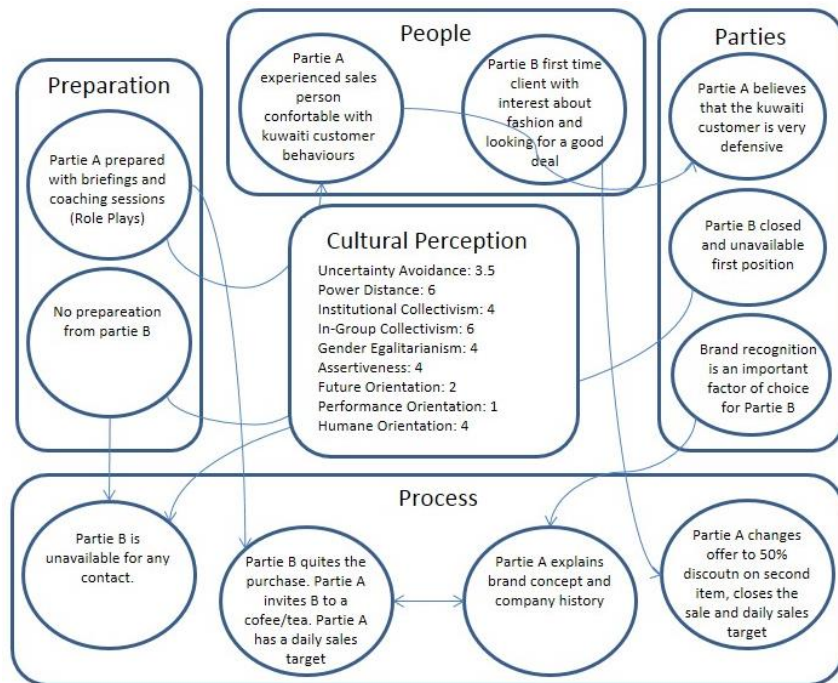 People
Parties
Preparation
Partie A
experienced sales
person
confortable with
kuwaiti customer
behaviours
Partie B first time
client with
interest about
fashion and
looking for a good
deal
Partie A believes
that the kuwaiti
customer is very
defensive
Partie A prepared
with briefings and
coaching sessions
(Role Plays)
Partie B closed
and unavailable
first position
No prepareation
from partie B
Cultural Perception
Uncertainty Avoidance: 3.5
Power Distance: 6
Institutional Collectivism: 4
In-Group Collectivism: 6
Gender Egalitarianism: 4
Assertiveness: 4
Future Orientation: 2
Performance Orientation: 1
Humane Orientation: 4
Brand recognition
is an important
factor of choice
for Partie B
Process
Partie B is
unavailable for any
contact.
Partie B quites the
purchase. Partie A
invites B to a
cofee/tea. Partie A
has a daily sales
target
Partie A explains
brand concept and
company history
Partie A changes
offer to 50%
discoutn on second
item, closes the
sale and daily sales
target